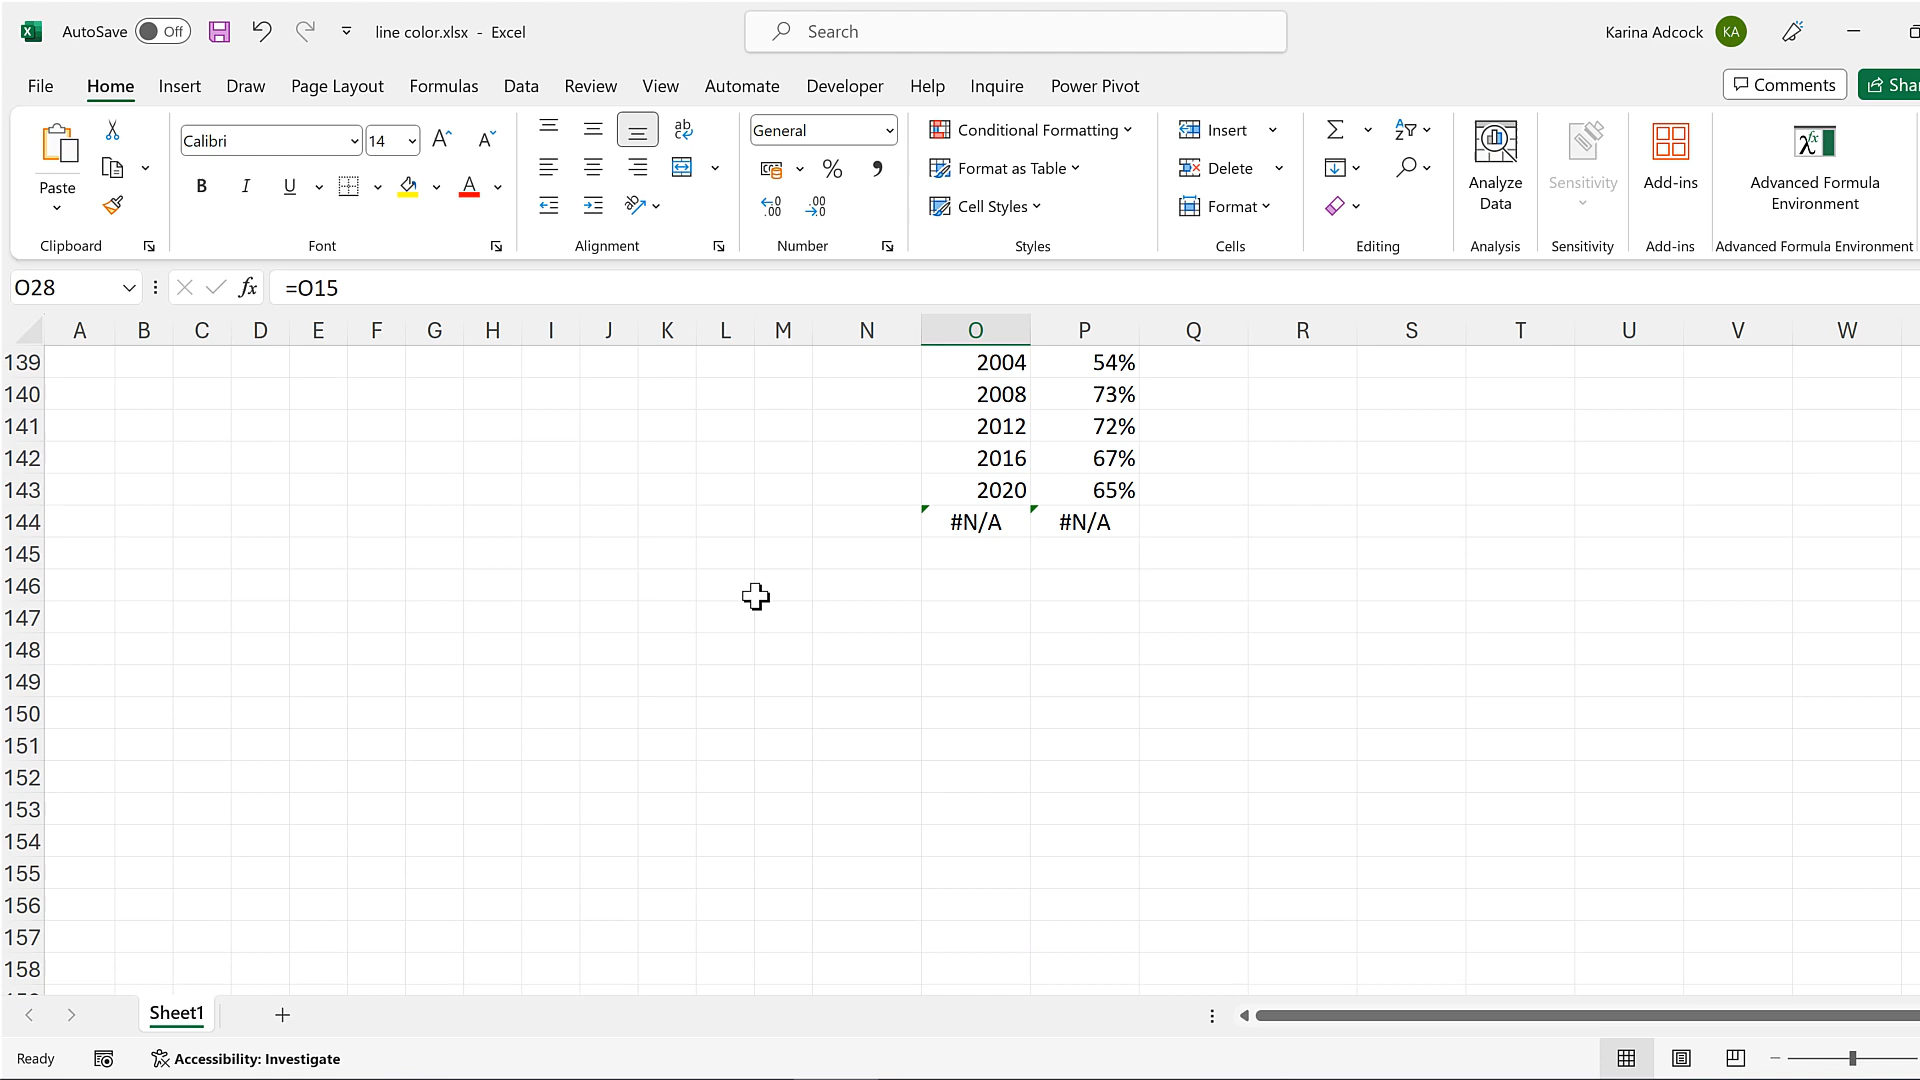 AutoSave Off line color.xlsx - Excel Search Karina Adcock KA
File Home Insert Draw Page Layout Formulas Data Review View Automate Developer Help Inquire Power Pivot Comments
Paste
Clipboard
Calibri 14
B I U A
Font
ab
Alignment
General
% 9
.00
Number
Conditional Formatting
Format as Table
Cell Styles
Styles
Insert
Delete
Format
Cells
Editing
Analyze
Data
Analysis
Sensitivity
Sensitivity
Add-ins
Add-ins
Advanced Formula
Environment
Advanced Formula Environment
O28 fx =O15
A B C D E F G H I J K L M N O P Q R S T U V W
139 2004 54%
140 2008 73%
141 2012 72%
142 2016 67%
143 2020 65%
144 #N/A #N/A
145
146
147
148
149
150
151
152
153
154
155
156
157
158
Sheet1
Ready Accessibility: Investigate